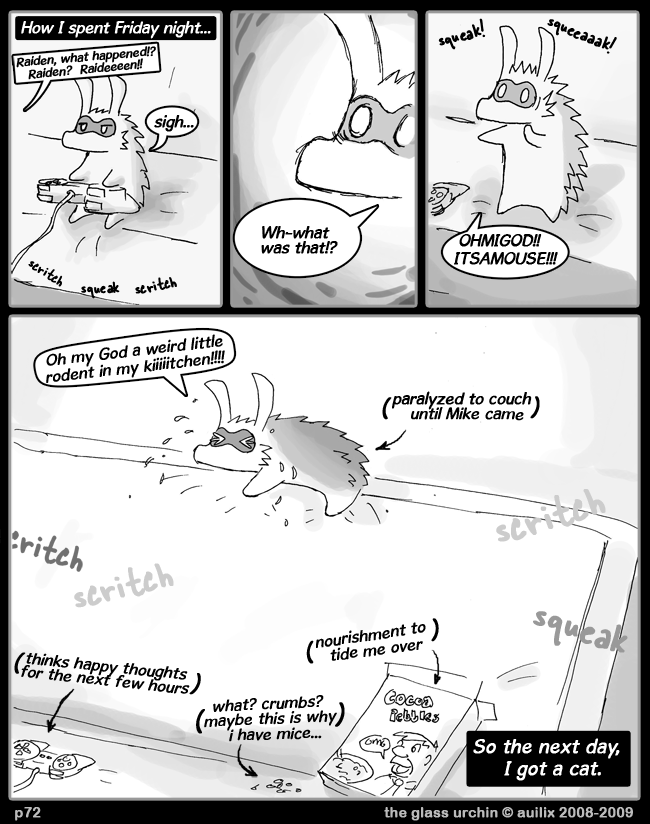 How I spent Friday night...
Raiden, what happened!?
Raiden? Raideeeen!!
sigh...
scritch squeak scritch
Wh-what
was that!?
squeak!
squeeaaak!
OHMIGOD!!
ITSAMOUSE!!!
Oh my God a weird little
rodent in my kiiiiitchen!!!!
(paralyzed to couch
until Mike came)
scritch
critch
scritch
squeak
(nourishment to
tide me over)
(thinks happy thoughts
for the next few hours)
what? crumbs?
(maybe this is why)
i have mice...
Cocoa
Pebbles
omg
So the next day,
I got a cat.
p72
the glass urchin © auilix 2008-2009